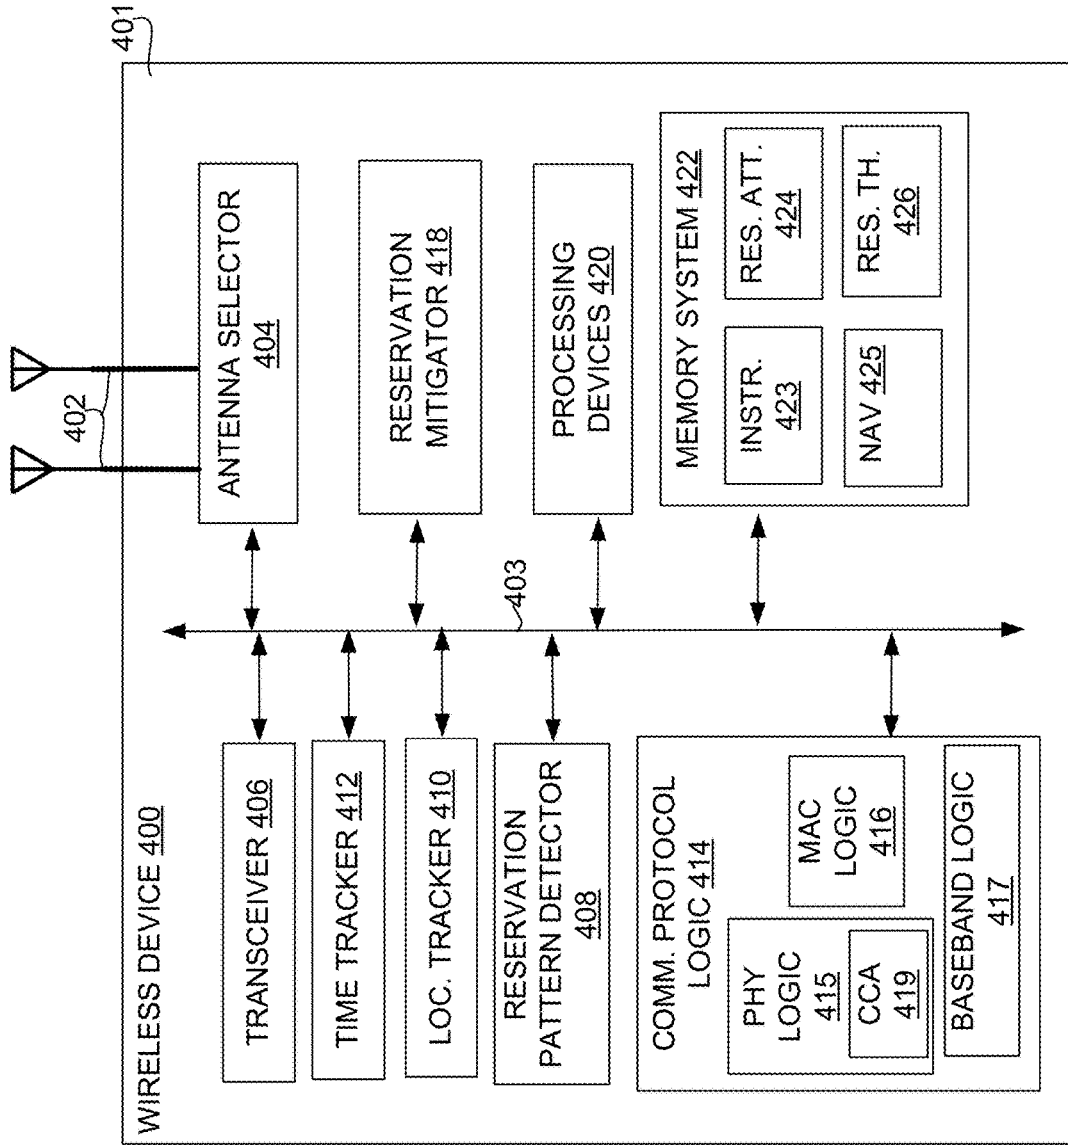 401
402
WIRELESS DEVICE 400
TRANSCEIVER 406
TIME TRACKER 412
LOC. TRACKER 410
RESERVATION
PATTERN DETECTOR
408
COMM. PROTOCOL
LOGIC 414
PHY
LOGIC
415
CCA
419
MAC
LOGIC
416
BASEBAND LOGIC
417
403
ANTENNA SELECTOR
404
RESERVATION
MITIGATOR 418
PROCESSING
DEVICES 420
MEMORY SYSTEM 422
INSTR.
423
RES. ATT.
424
NAV 425
RES. TH.
426